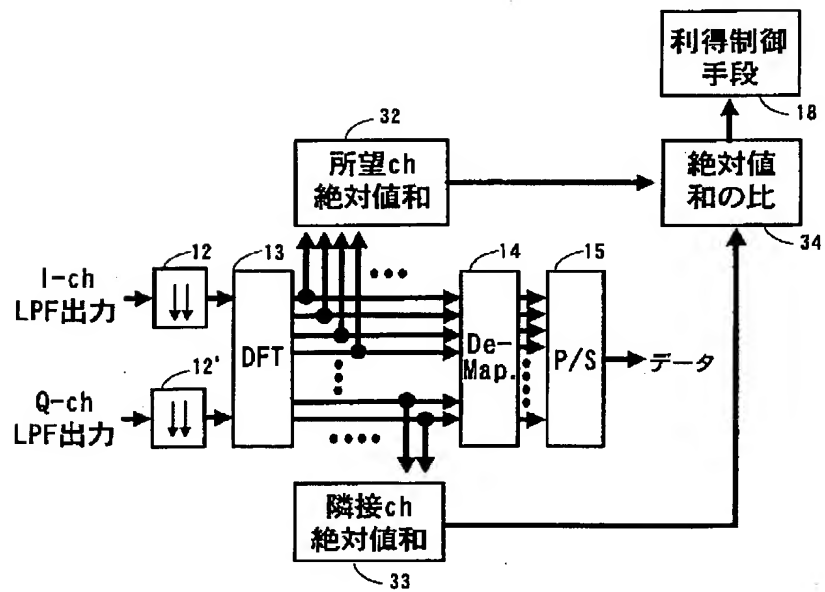 利得制御
手段
18
32
所望ch
絶対値和
絶対値
和の比
34
I-ch
LPF出力
12
13
DFT
14
De-
Map.
15
P/S
データ
Q-ch
LPF出力
12'
隣接ch
絶対値和
33